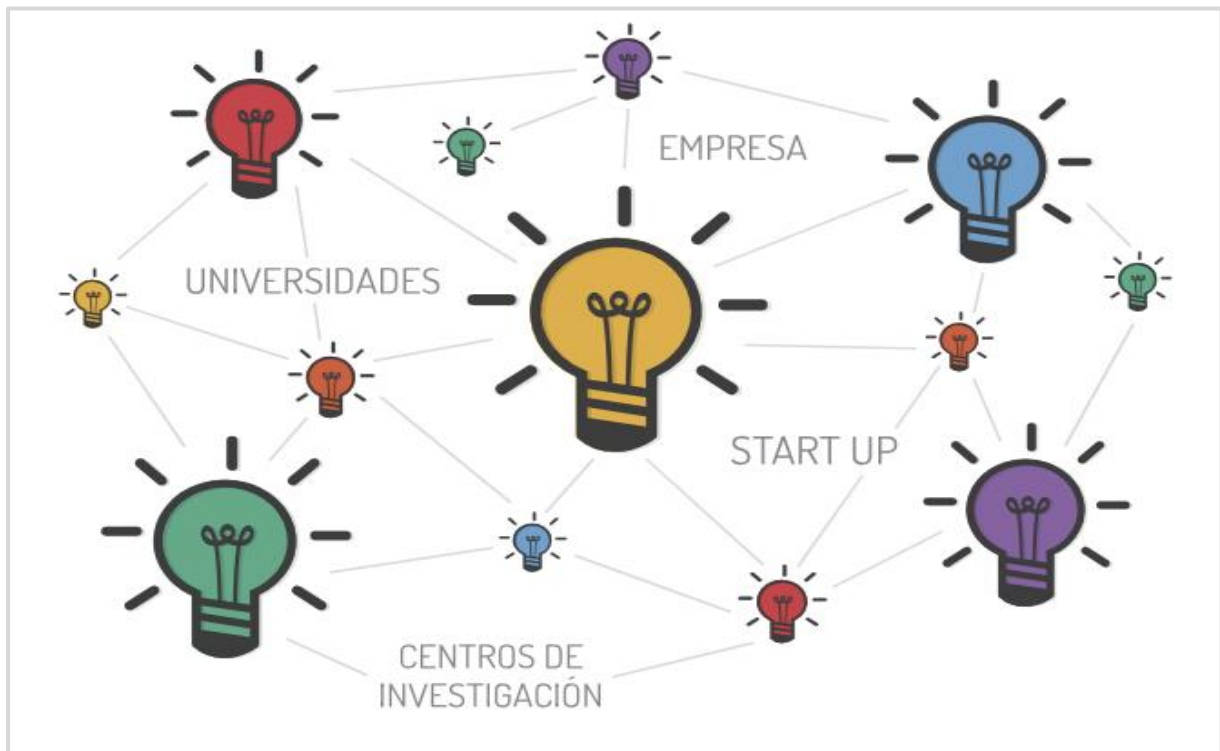 EMPRESA
UNIVERSIDADES
START UP
CENTROS DE
INVESTIGACIÓN